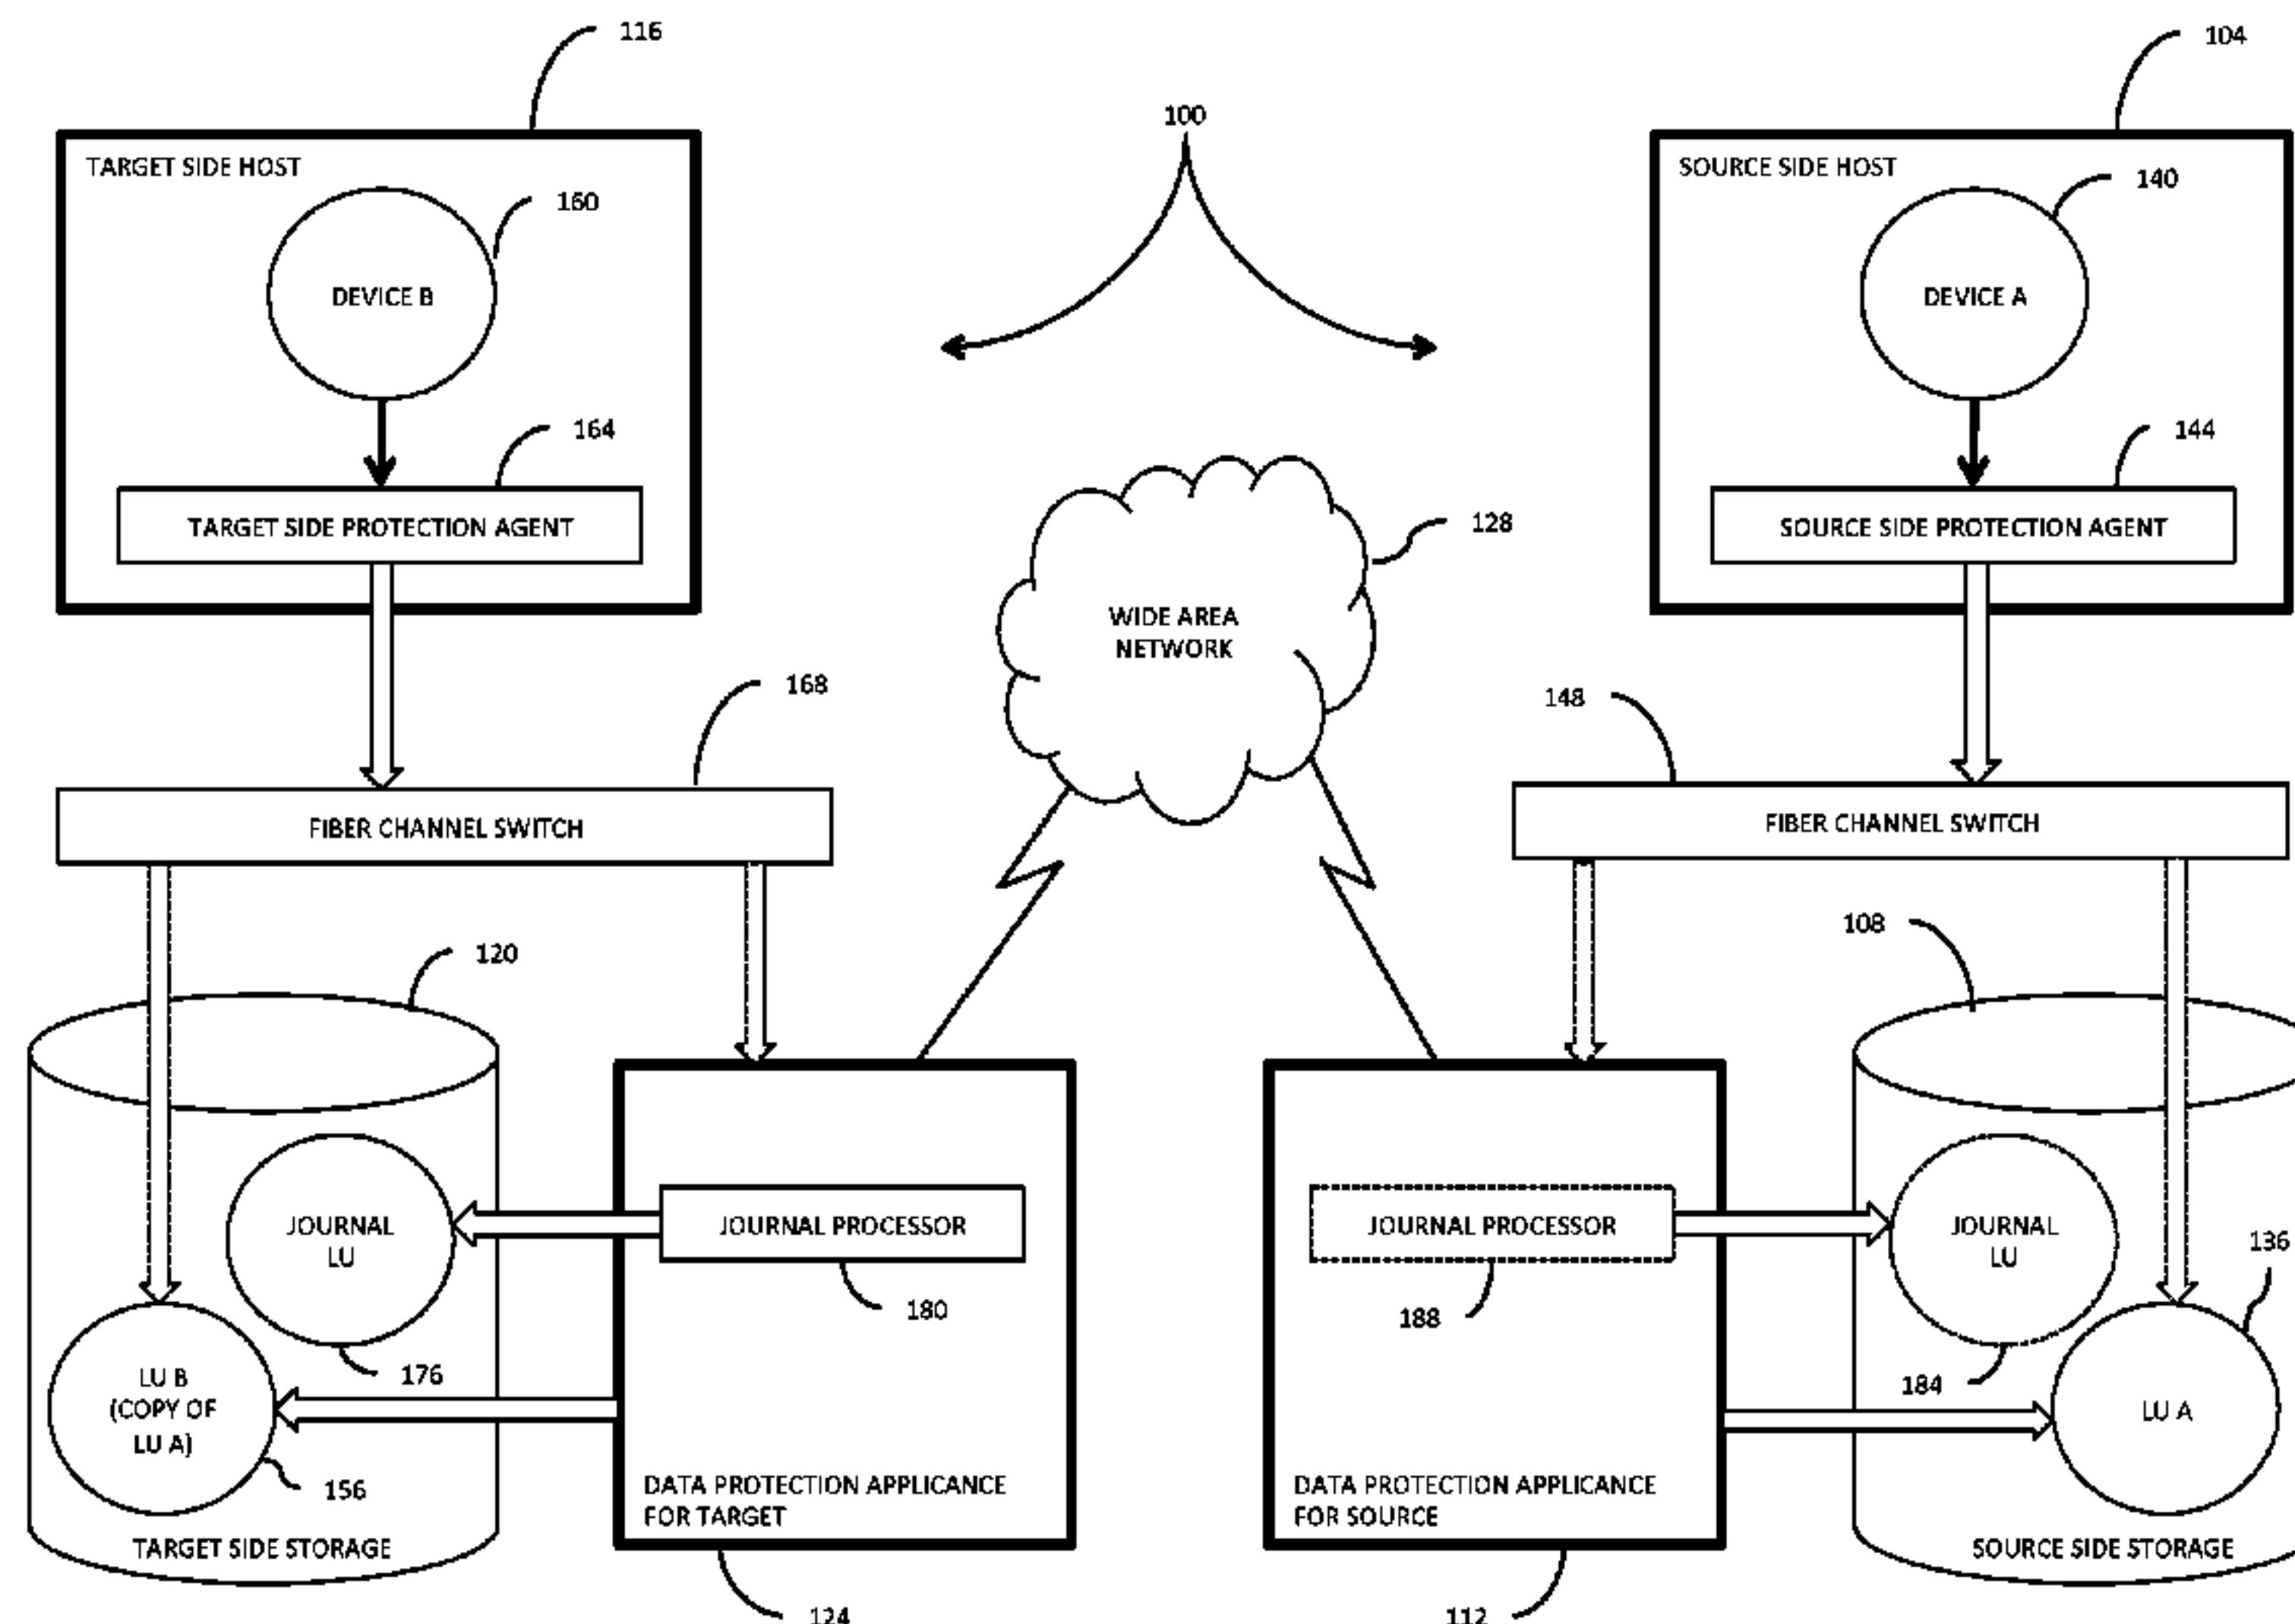 116
104
100
TARGET SIDE HOST
SOURCE SIDE HOST
160
140
DEVICE B
DEVICE A
164
144
TARGET SIDE PROTECTION AGENT
SOURCE SIDE PROTECTION AGENT
128
WIDE AREA
NETWORK
168
148
FIBER CHANNEL SWITCH
FIBER CHANNEL SWITCH
120
108
JOURNAL
LU
JOURNAL PROCESSOR
JOURNAL PROCESSOR
JOURNAL
LU
136
180
188
176
184
LU B
(COPY OF
LU A)
LU A
156
DATA PROTECTION APPLICANCE
FOR TARGET
DATA PROTECTION APPLICANCE
FOR SOURCE
TARGET SIDE STORAGE
SOURCE SIDE STORAGE
124
112